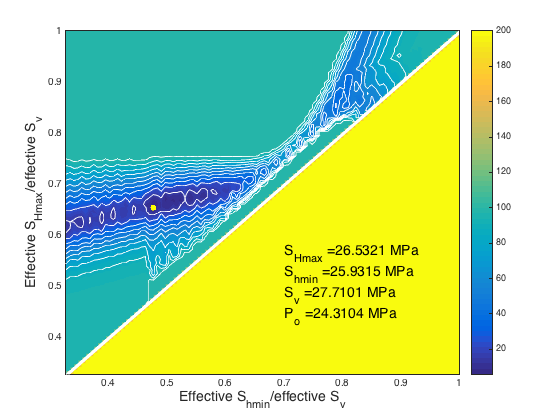 1
0.9
0.8
0.7
0.6
0.5
0.4
Effective S_Hmax/effective S_v
0.4 0.5 0.6 0.7 0.8 0.9 1
Effective S_hmin/effective S_v
S_Hmax =26.5321 MPa
S_hmin =25.9315 MPa
S_v =27.7101 MPa
P_o =24.3104 MPa
200
180
160
140
120
100
80
60
40
20